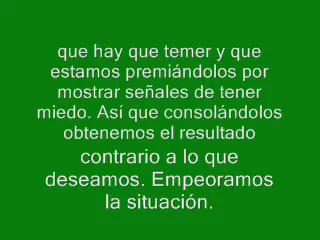 que hay que temer y que
estamos premiándolos por
mostrar señales de tener
miedo. Así que consolándolos
obtenemos el resultado
contrario a lo que
deseamos. Empeoramos
la situación.